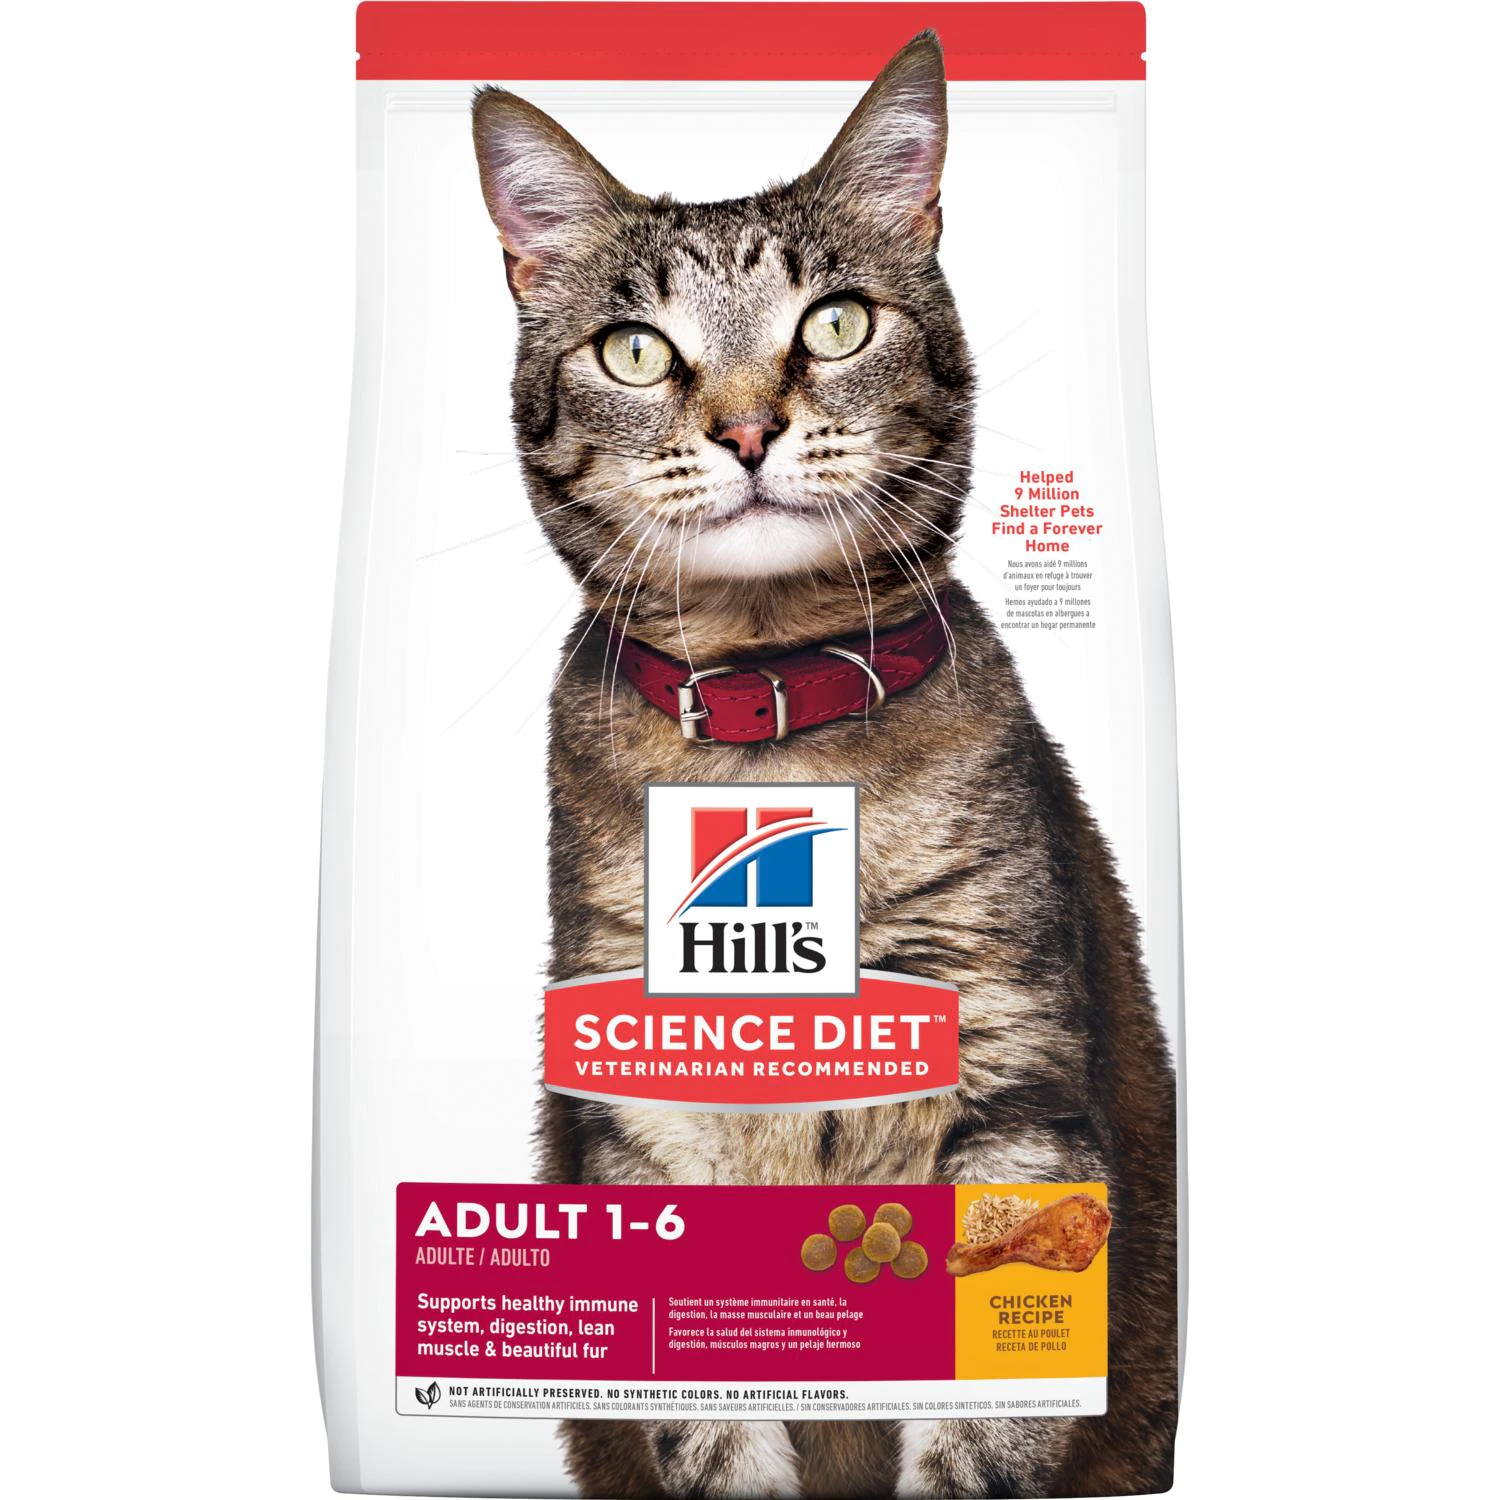 Helped
9 Million
Shelter Pets
Find a Forever
Home
Nous avons aidé 9 millions
d'animaux en refuge à trouver
un foyer pour toujours
Hemos ayudado a 9 millones
de mascotas en albergues a
encontrar un hogar permanente
Hill's™
SCIENCE DIET™
VETERINARIAN RECOMMENDED
ADULT 1-6
ADULTE / ADULTO
Supports healthy immune
system, digestion, lean
muscle & beautiful fur
Soutient un système immunitaire en santé, la
digestion, la masse musculaire et un beau pelage
Favorece la salud del sistema inmunológico y
digestión, músculos magros y un pelaje hermoso
CHICKEN
RECIPE
RECETTE AU POULET
RECETA DE POLLO
NOT ARTIFICIALLY PRESERVED. NO SYNTHETIC COLORS. NO ARTIFICIAL FLAVORS.
SANS AGENTS DE CONSERVATION ARTIFICIELS. SANS COLORANTS SYNTHÉTIQUES. SANS SAVEURS ARTIFICIELLES. / SIN CONSERVADORES ARTIFICIALES. SIN COLORES SINTETICOS. SIN SABORES ARTIFICIALES.